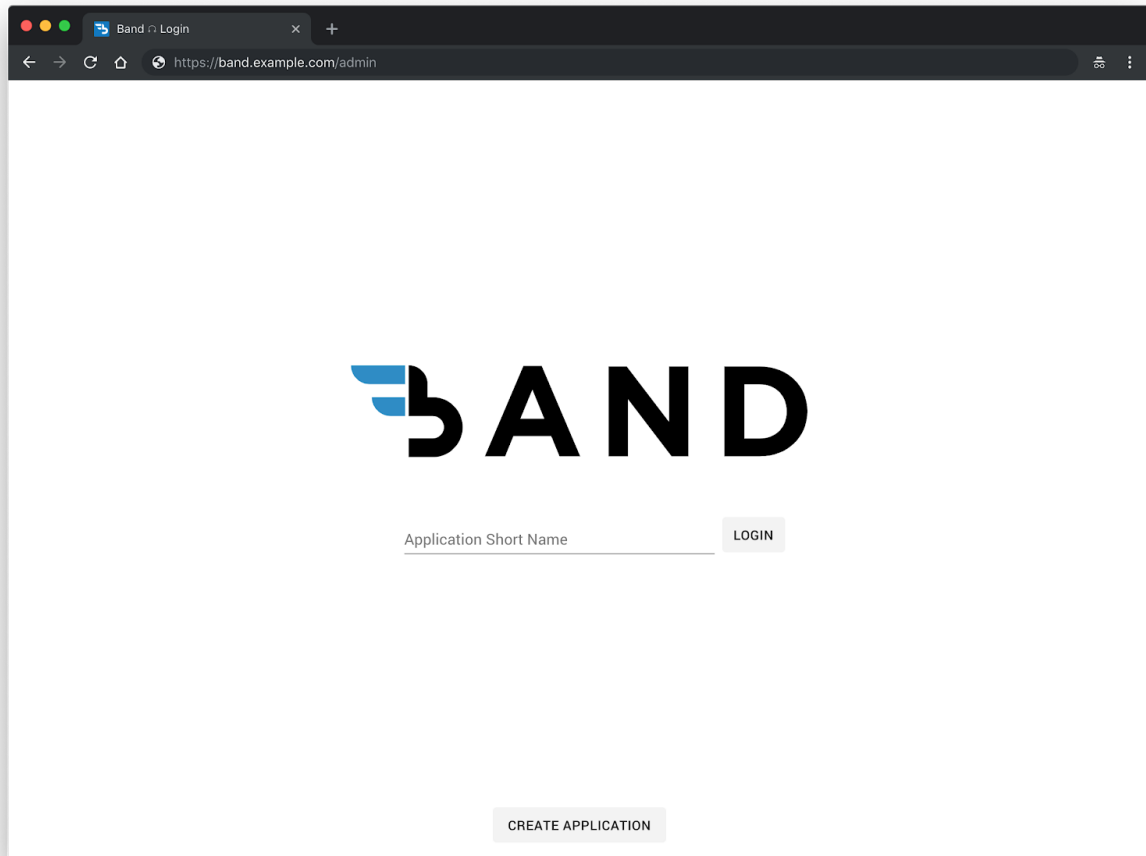 Band ∩ Login
https://band.example.com/admin
BAND
Application Short Name
LOGIN
CREATE APPLICATION